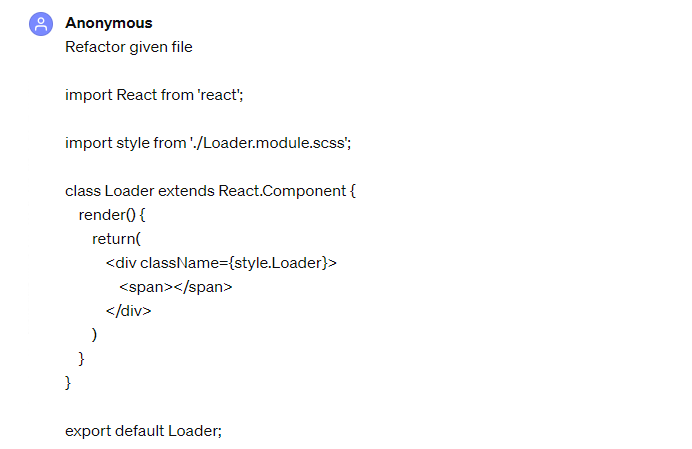 Anonymous
Refactor given file
import React from 'react';
import style from './Loader.module.scss';
class Loader extends React.Component {
render() {
return(
<div className={style.Loader}>
<span></span>
</div>
)
}
}
export default Loader;